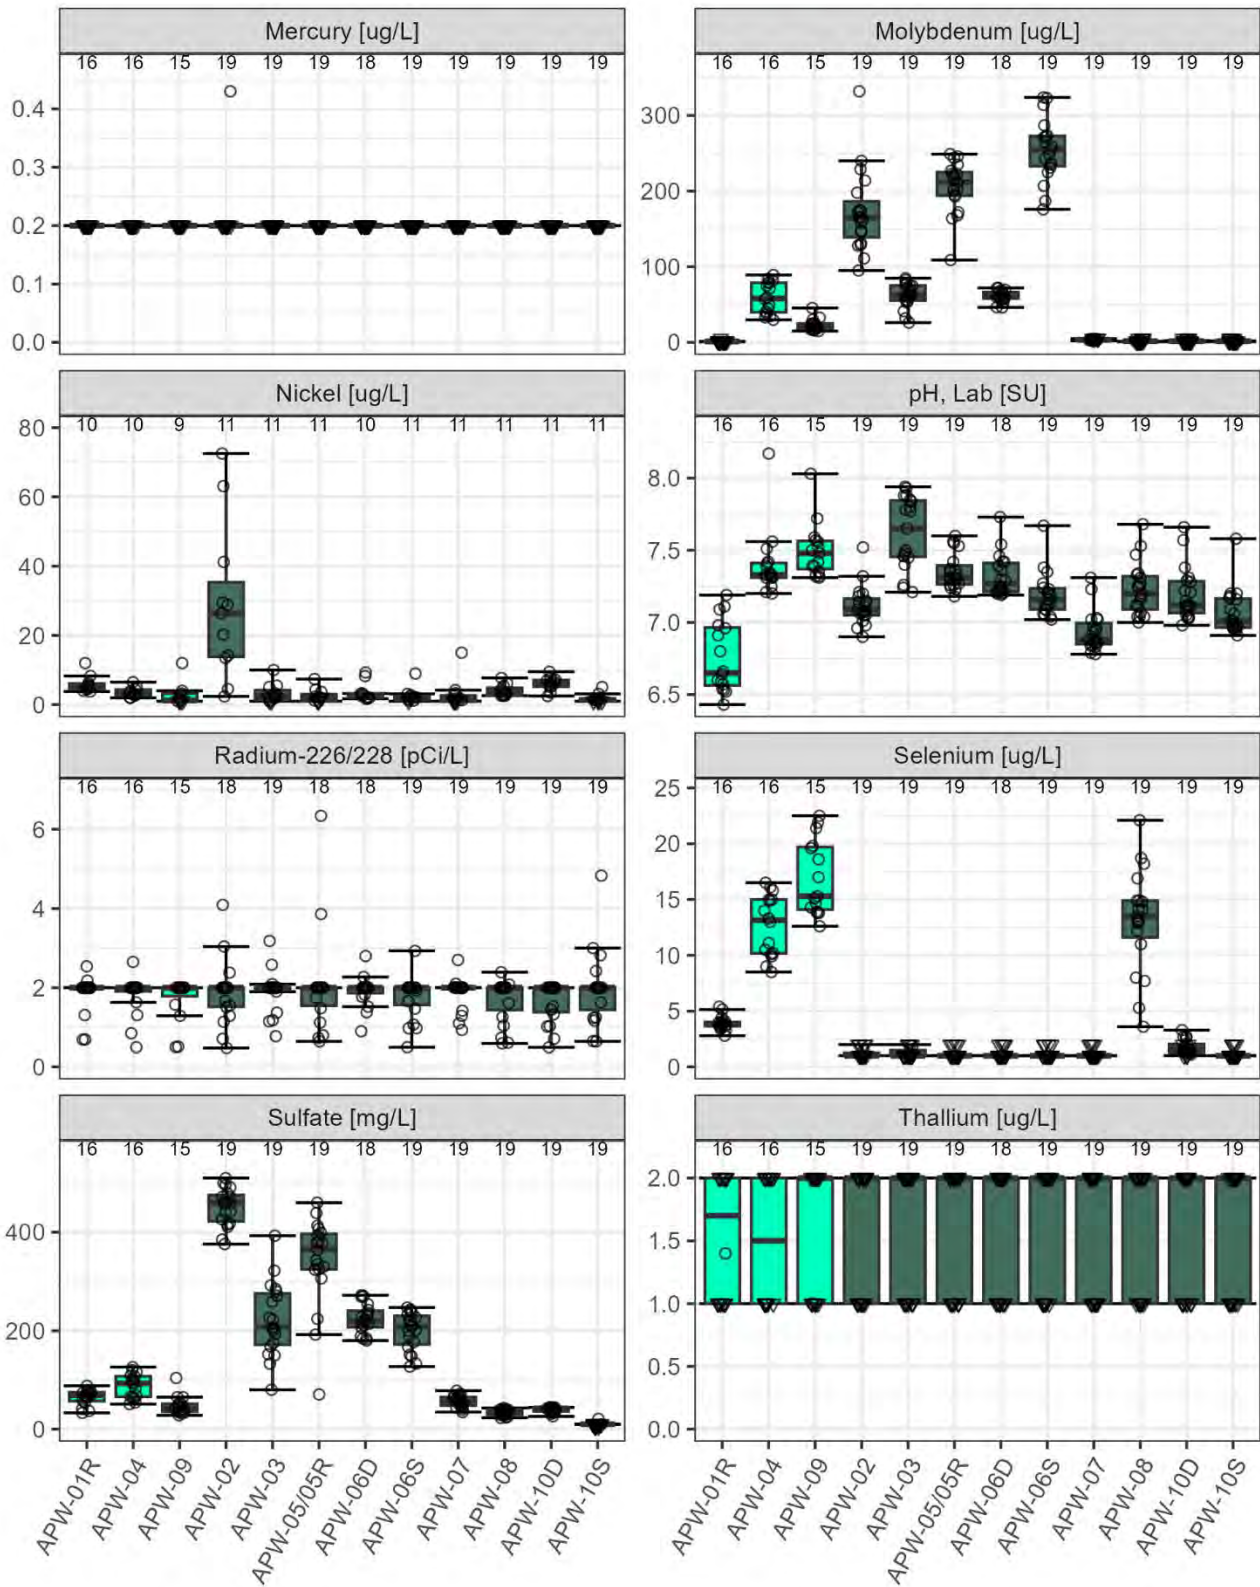 Mercury [ug/L]
16 16 15 19 19 19 18 19 19 19 19 19
0.4
0.3
0.2
0.1
0.0
Molybdenum [ug/L]
16 16 15 19 19 19 18 19 19 19 19 19
300
200
100
0
Nickel [ug/L]
10 10 9 11 11 11 10 11 11 11 11 11
80
60
40
20
0
pH, Lab [SU]
16 16 15 19 19 19 18 19 19 19 19 19
8.0
7.5
7.0
6.5
Radium-226/228 [pCi/L]
16 16 15 18 19 18 18 19 19 19 19 19
6
4
2
0
Selenium [ug/L]
16 16 15 19 19 19 18 19 19 19 19 19
25
20
15
10
5
0
Sulfate [mg/L]
16 16 15 19 19 19 18 19 19 19 19 19
400
200
0
APW-01R
APW-04
APW-09
APW-02
APW-03
APW-05/05R
APW-06D
APW-06S
APW-07
APW-08
APW-10D
APW-10S
Thallium [ug/L]
16 16 15 19 19 19 18 19 19 19 19 19
2.0
1.5
1.0
0.5
0.0
APW-01R
APW-04
APW-09
APW-02
APW-03
APW-05/05R
APW-06D
APW-06S
APW-07
APW-08
APW-10D
APW-10S